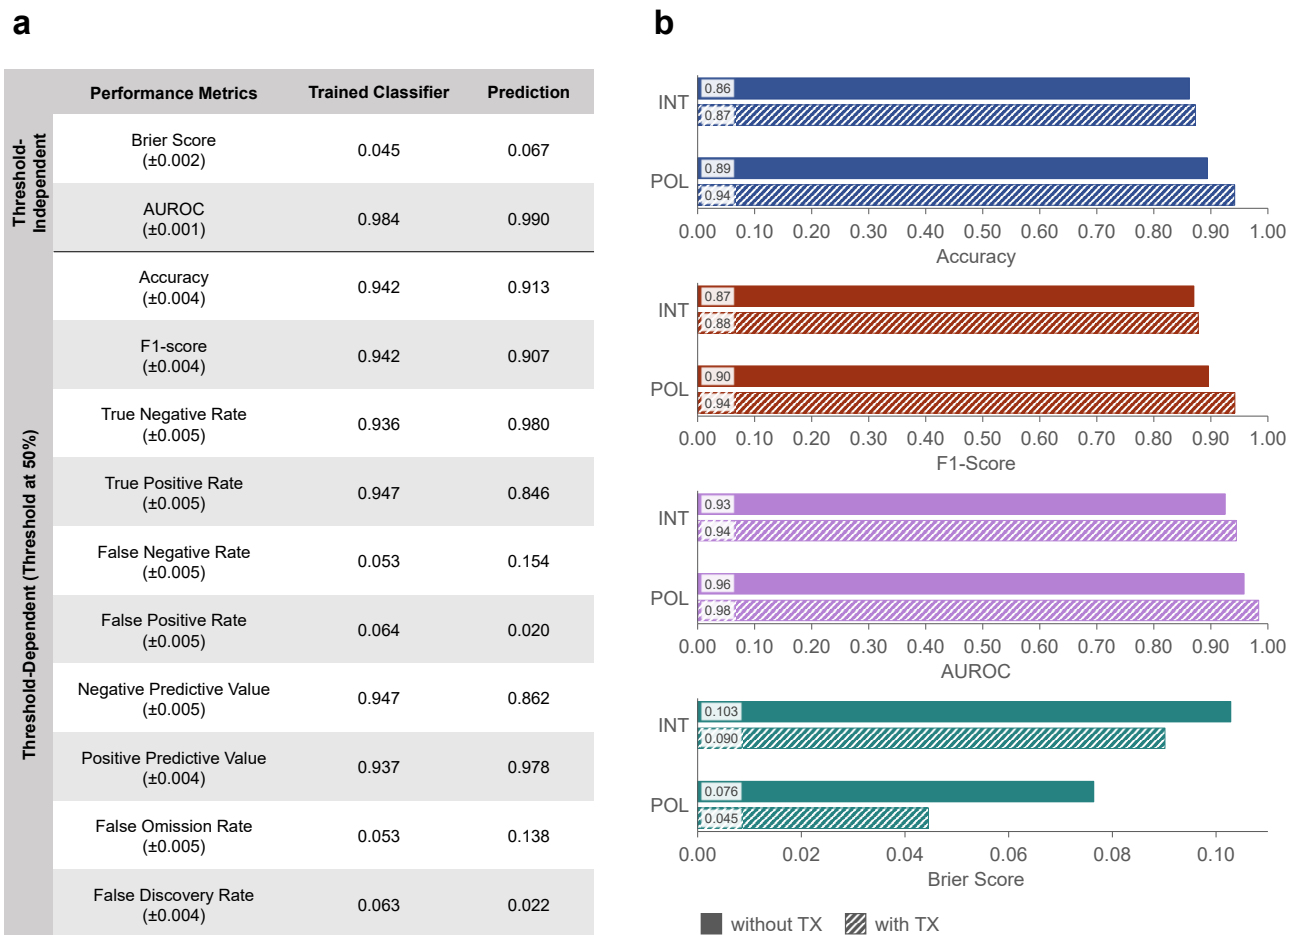 a
Performance Metrics Trained Classifier Prediction
Threshold-
Independent
Brier Score
(±0.002)
0.045 0.067
AUROC
(±0.001)
0.984 0.990
Threshold-Dependent (Threshold at 50%)
Accuracy
(±0.004)
0.942 0.913
F1-score
(±0.004)
0.942 0.907
True Negative Rate
(±0.005)
0.936 0.980
True Positive Rate
(±0.005)
0.947 0.846
False Negative Rate
(±0.005)
0.053 0.154
False Positive Rate
(±0.005)
0.064 0.020
Negative Predictive Value
(±0.005)
0.947 0.862
Positive Predictive Value
(±0.004)
0.937 0.978
False Omission Rate
(±0.005)
0.053 0.138
False Discovery Rate
(±0.004)
0.063 0.022
b
INT
0.86
0.87
POL
0.89
0.94
0.00 0.10 0.20 0.30 0.40 0.50 0.60 0.70 0.80 0.90 1.00
Accuracy
INT
0.87
0.88
POL
0.90
0.94
0.00 0.10 0.20 0.30 0.40 0.50 0.60 0.70 0.80 0.90 1.00
F1-Score
INT
0.93
0.94
POL
0.96
0.98
0.00 0.10 0.20 0.30 0.40 0.50 0.60 0.70 0.80 0.90 1.00
AUROC
INT
0.103
0.090
POL
0.076
0.045
0.00 0.02 0.04 0.06 0.08 0.10
Brier Score
without TX with TX